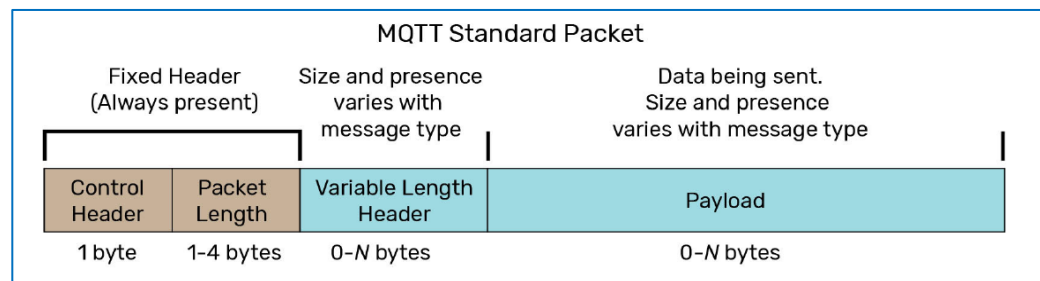 MQTT Standard Packet
Fixed Header
(Always present)
Size and presence
varies with
message type
Data being sent.
Size and presence
varies with message type
Control
Header
Packet
Length
Variable Length
Header
Payload
1 byte
1-4 bytes
0-N bytes
0-N bytes